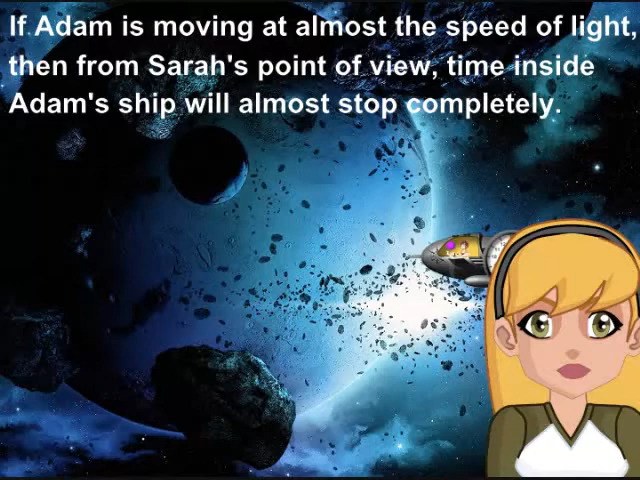 If Adam is moving at almost the speed of light,
then from Sarah's point of view, time inside
Adam's ship will almost stop completely.